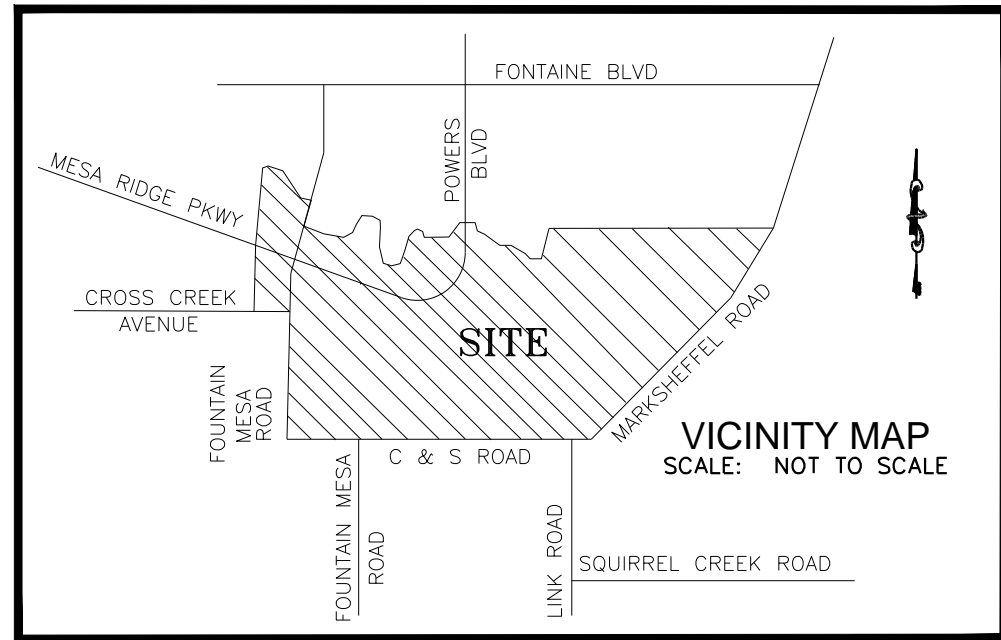 FONTAINE BLVD
POWERS
BLVD
MESA RIDGE PKWY
CROSS CREEK
AVENUE
SITE
MARKSHEFFEL ROAD
FOUNTAIN
MESA
ROAD
VICINITY MAP
SCALE: NOT TO SCALE
C & S ROAD
FOUNTAIN MESA
ROAD
LINK ROAD
SQUIRREL CREEK ROAD